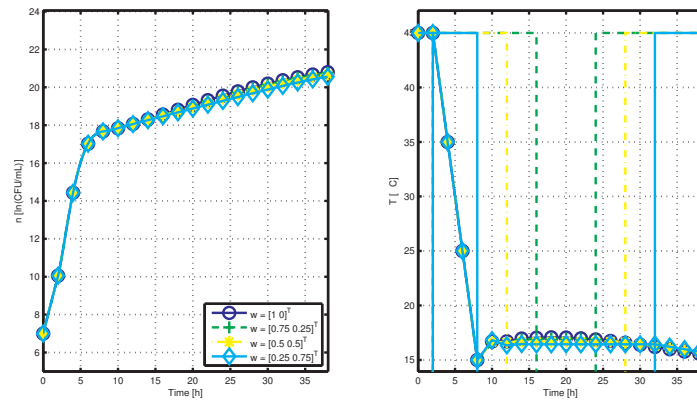 24
22
20
18
16
14
12
10
8
6
n [ln(CFU/mL)]
0 5 10 15 20 25 30 35
Time [h]
w = [1 0]^T
w = [0.75 0.25]^T
w = [0.5 0.5]^T
w = [0.25 0.75]^T
45
40
35
30
25
20
15
T [ C]
0 5 10 15 20 25 30 35
Time [h]